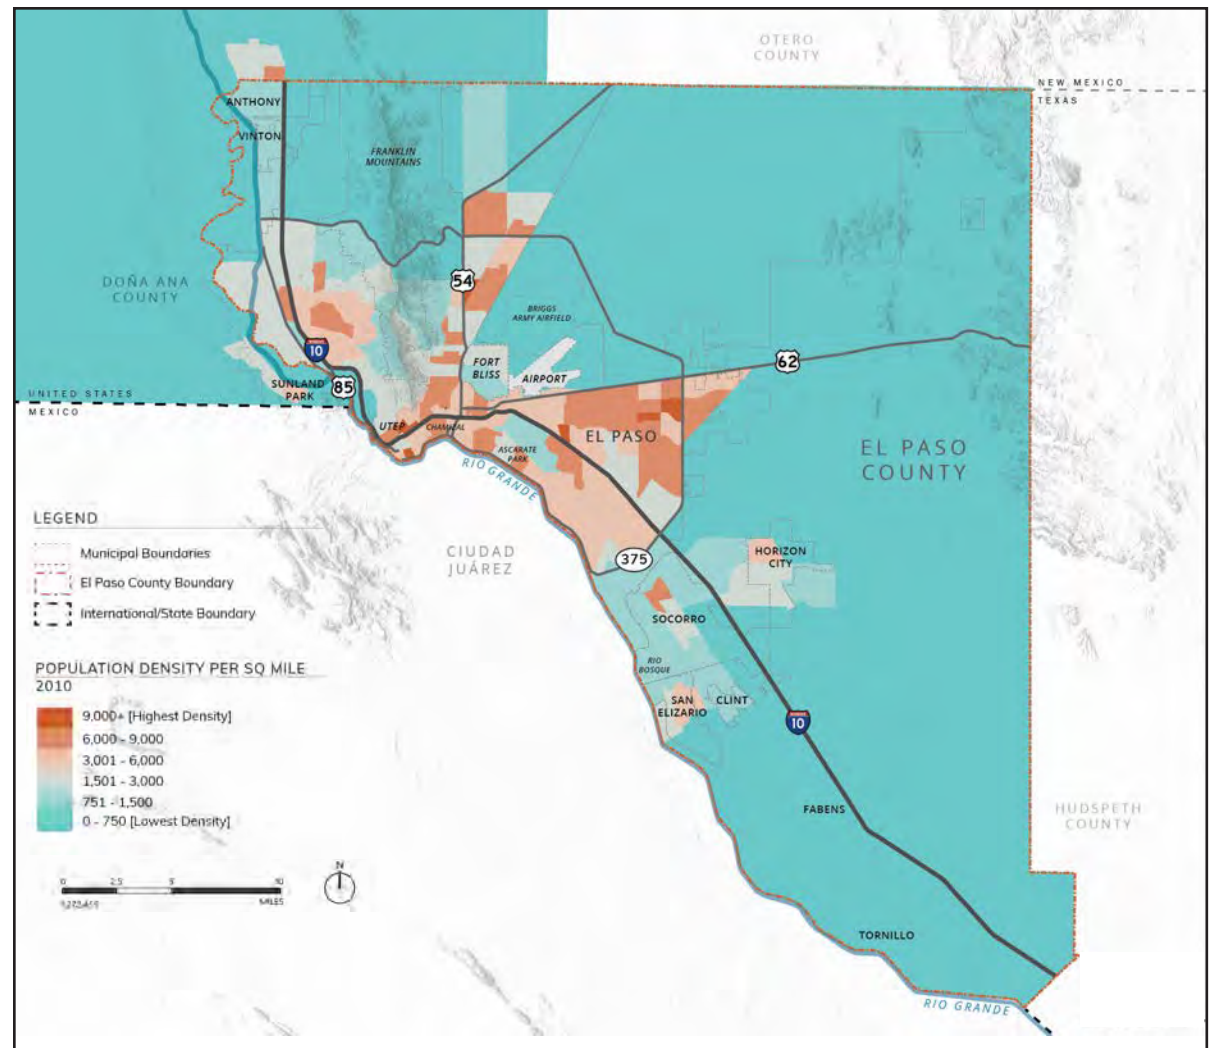 OTERO
COUNTY
NEW MEXICO
TEXAS
ANTHONY
VINTON
FRANKLIN
MOUNTAINS
DOÑA ANA
COUNTY
54
BRIGGS
ARMY AIRFIELD
10
62
FORT
BLISS
AIRPORT
SUNLAND
PARK
85
UNITED STATES
MEXICO
UTEP
CHAMIZAL
EL PASO
ASCARATE
PARK
EL PASO
COUNTY
RIO GRANDE
CIUDAD
JUÁREZ
375
HORIZON
CITY
SOCORRO
RIO
BOSQUE
SAN
ELIZARIO
CLINT
10
FABENS
HUDSPETH
COUNTY
TORNILLO
RIO GRANDE
LEGEND
Municipal Boundaries
El Paso County Boundary
International/State Boundary
POPULATION DENSITY PER SQ MILE
2010
9,000+ [Highest Density]
6,000 - 9,000
3,001 - 6,000
1,501 - 3,000
751 - 1,500
0 - 750 [Lowest Density]
N
0 2.5 5 10
MILES